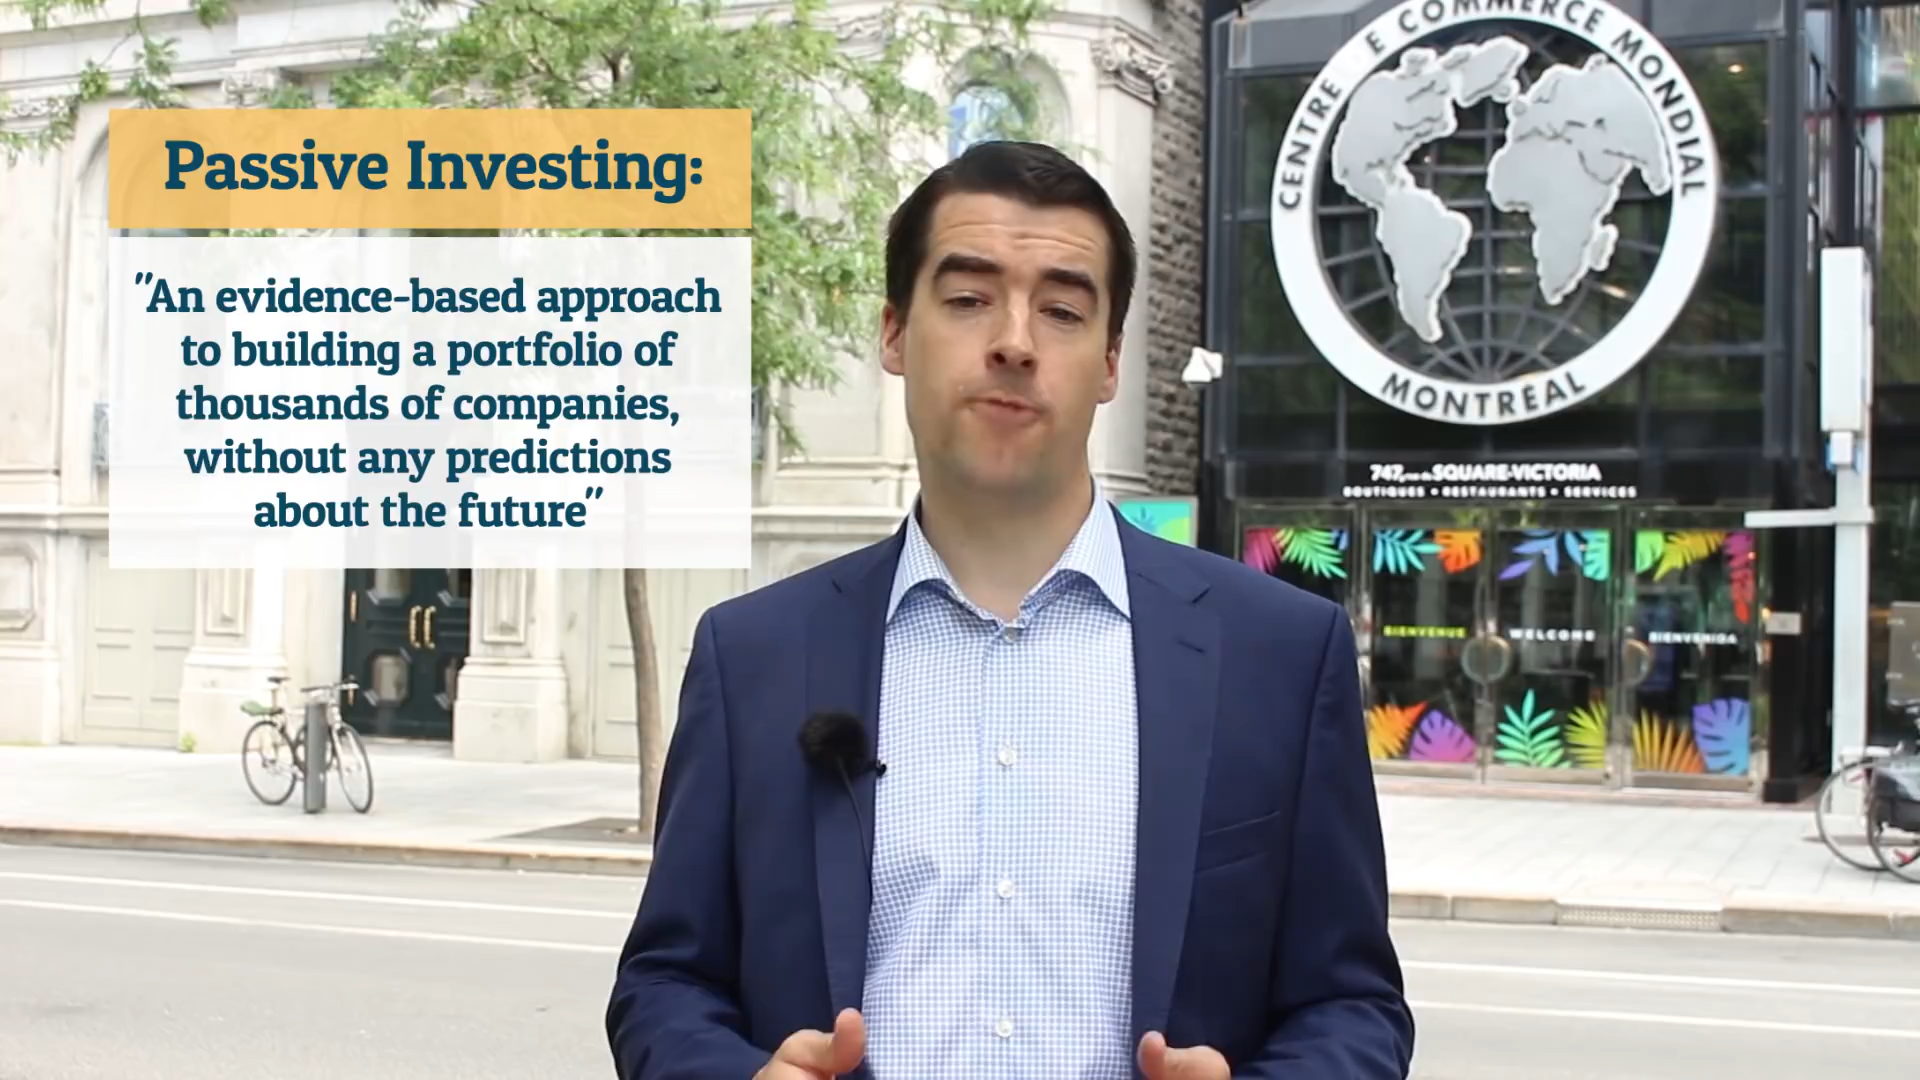 Passive Investing:
"An evidence-based approach
to building a portfolio of
thousands of companies,
without any predictions
about the future"
CENTRE DE COMMERCE MONDIAL
MONTRÉAL
747, SQUARE-VICTORIA
BOUTIQUES • RESTAURANTS • SERVICES
BIENVENUE WELCOME BIENVENIDA